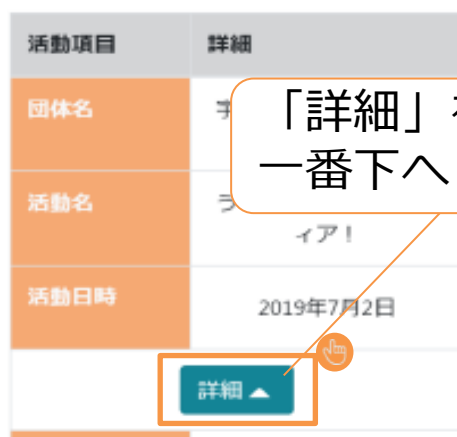 活動項目 詳細
団体名
「詳細」
一番下へ
活動名
ィア！
活動日時 2019年7月2日
詳細 ▲